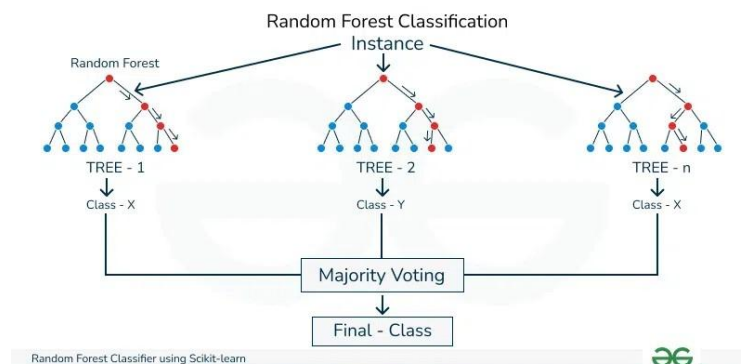 Random Forest Classification
Instance
Random Forest
TREE - 1
TREE - 2
TREE - n
Class - X
Class - Y
Class - X
Majority Voting
Final - Class
Random Forest Classifier using Scikit-learn